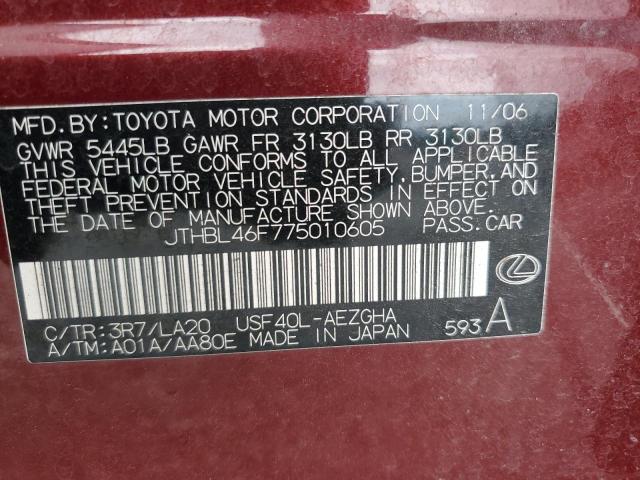 MFD.BY:TOYOTA MOTOR CORPORATION 11/06
GVWR 5445LB GAWR FR 3130LB RR 3130LB
THIS VEHICLE CONFORMS TO ALL APPLICABLE
FEDERAL MOTOR VEHICLE SAFETY,BUMPER,AND
THEFT PREVENTION STANDARDS IN EFFECT ON
THE DATE OF MANUFACTURE SHOWN ABOVE.
JTHBL46F775010605 PASS.CAR
C/TR:3R7/LA20 USF40L-AEZGHA
A/TM:A01A/AA80E MADE IN JAPAN 593A